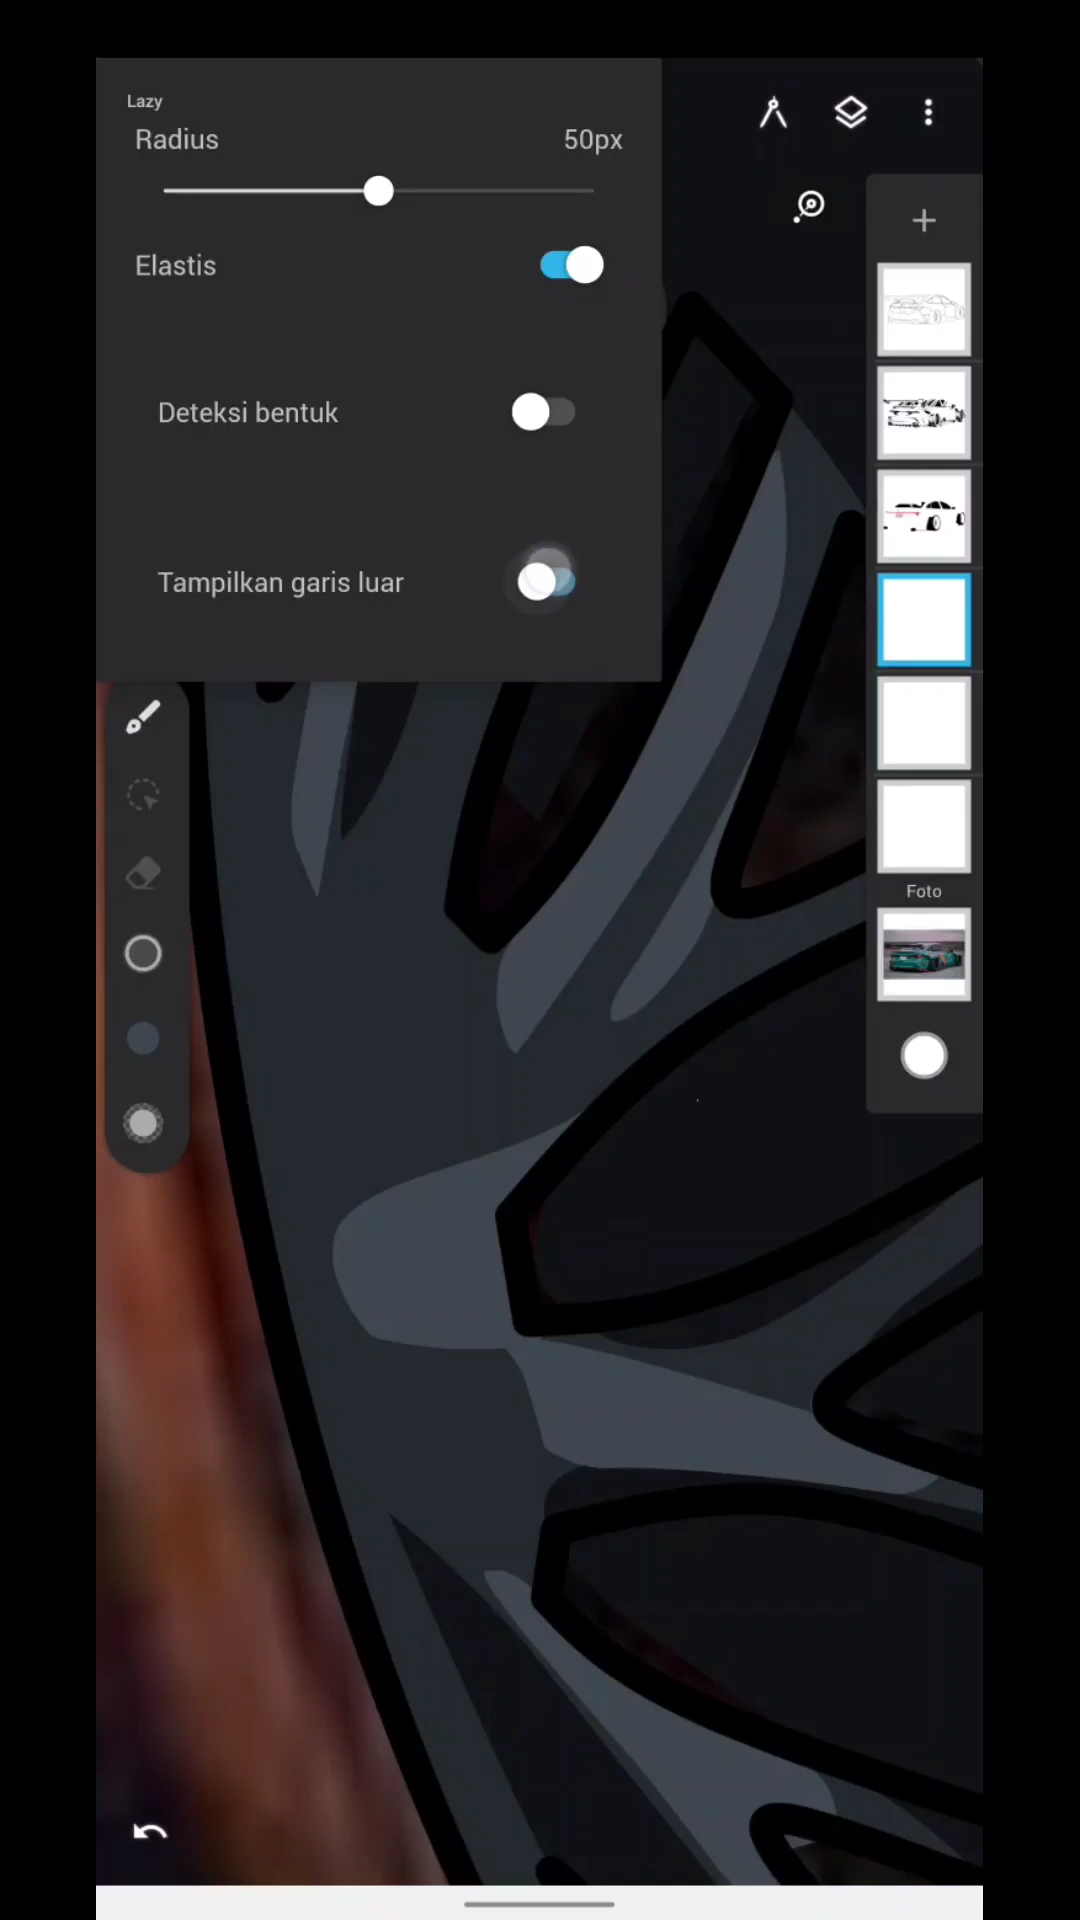 Lazy
Radius 50px
Elastis
Deteksi bentuk
Tampilkan garis luar
Foto